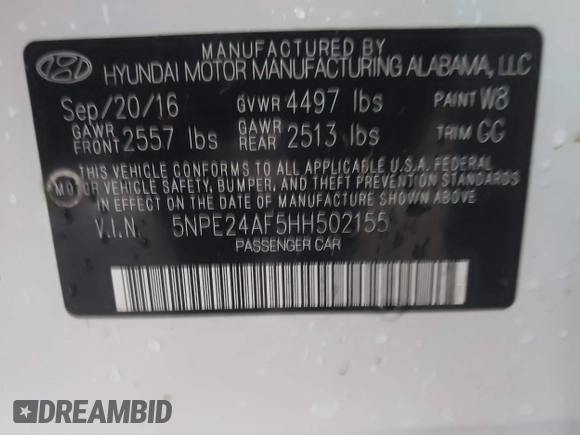 MANUFACTURED BY
HYUNDAI MOTOR MANUFACTURING ALABAMA, LLC
Sep/20/16 GVWR 4497 lbs PAINT W8
GAWR FRONT 2557 lbs GAWR REAR 2513 lbs TRIM GG
THIS VEHICLE CONFORMS TO ALL APPLICABLE U.S.A. FEDERAL
MOTOR VEHICLE SAFETY, BUMPER, AND THEFT PREVENTION STANDARDS
IN EFFECT ON THE DATE OF MANUFACTURE SHOWN ABOVE.
V.I.N. 5NPE24AF5HH502155
PASSENGER CAR
DREAMBID